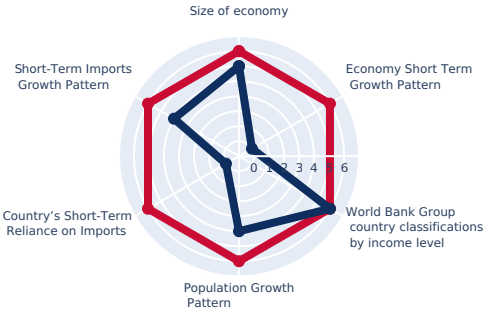 Size of economy
Short-Term Imports
Growth Pattern
Economy Short Term
Growth Pattern
0 1 2 3 4 5 6
Country’s Short-Term
Reliance on Imports
World Bank Group
country classifications
by income level
Population Growth
Pattern